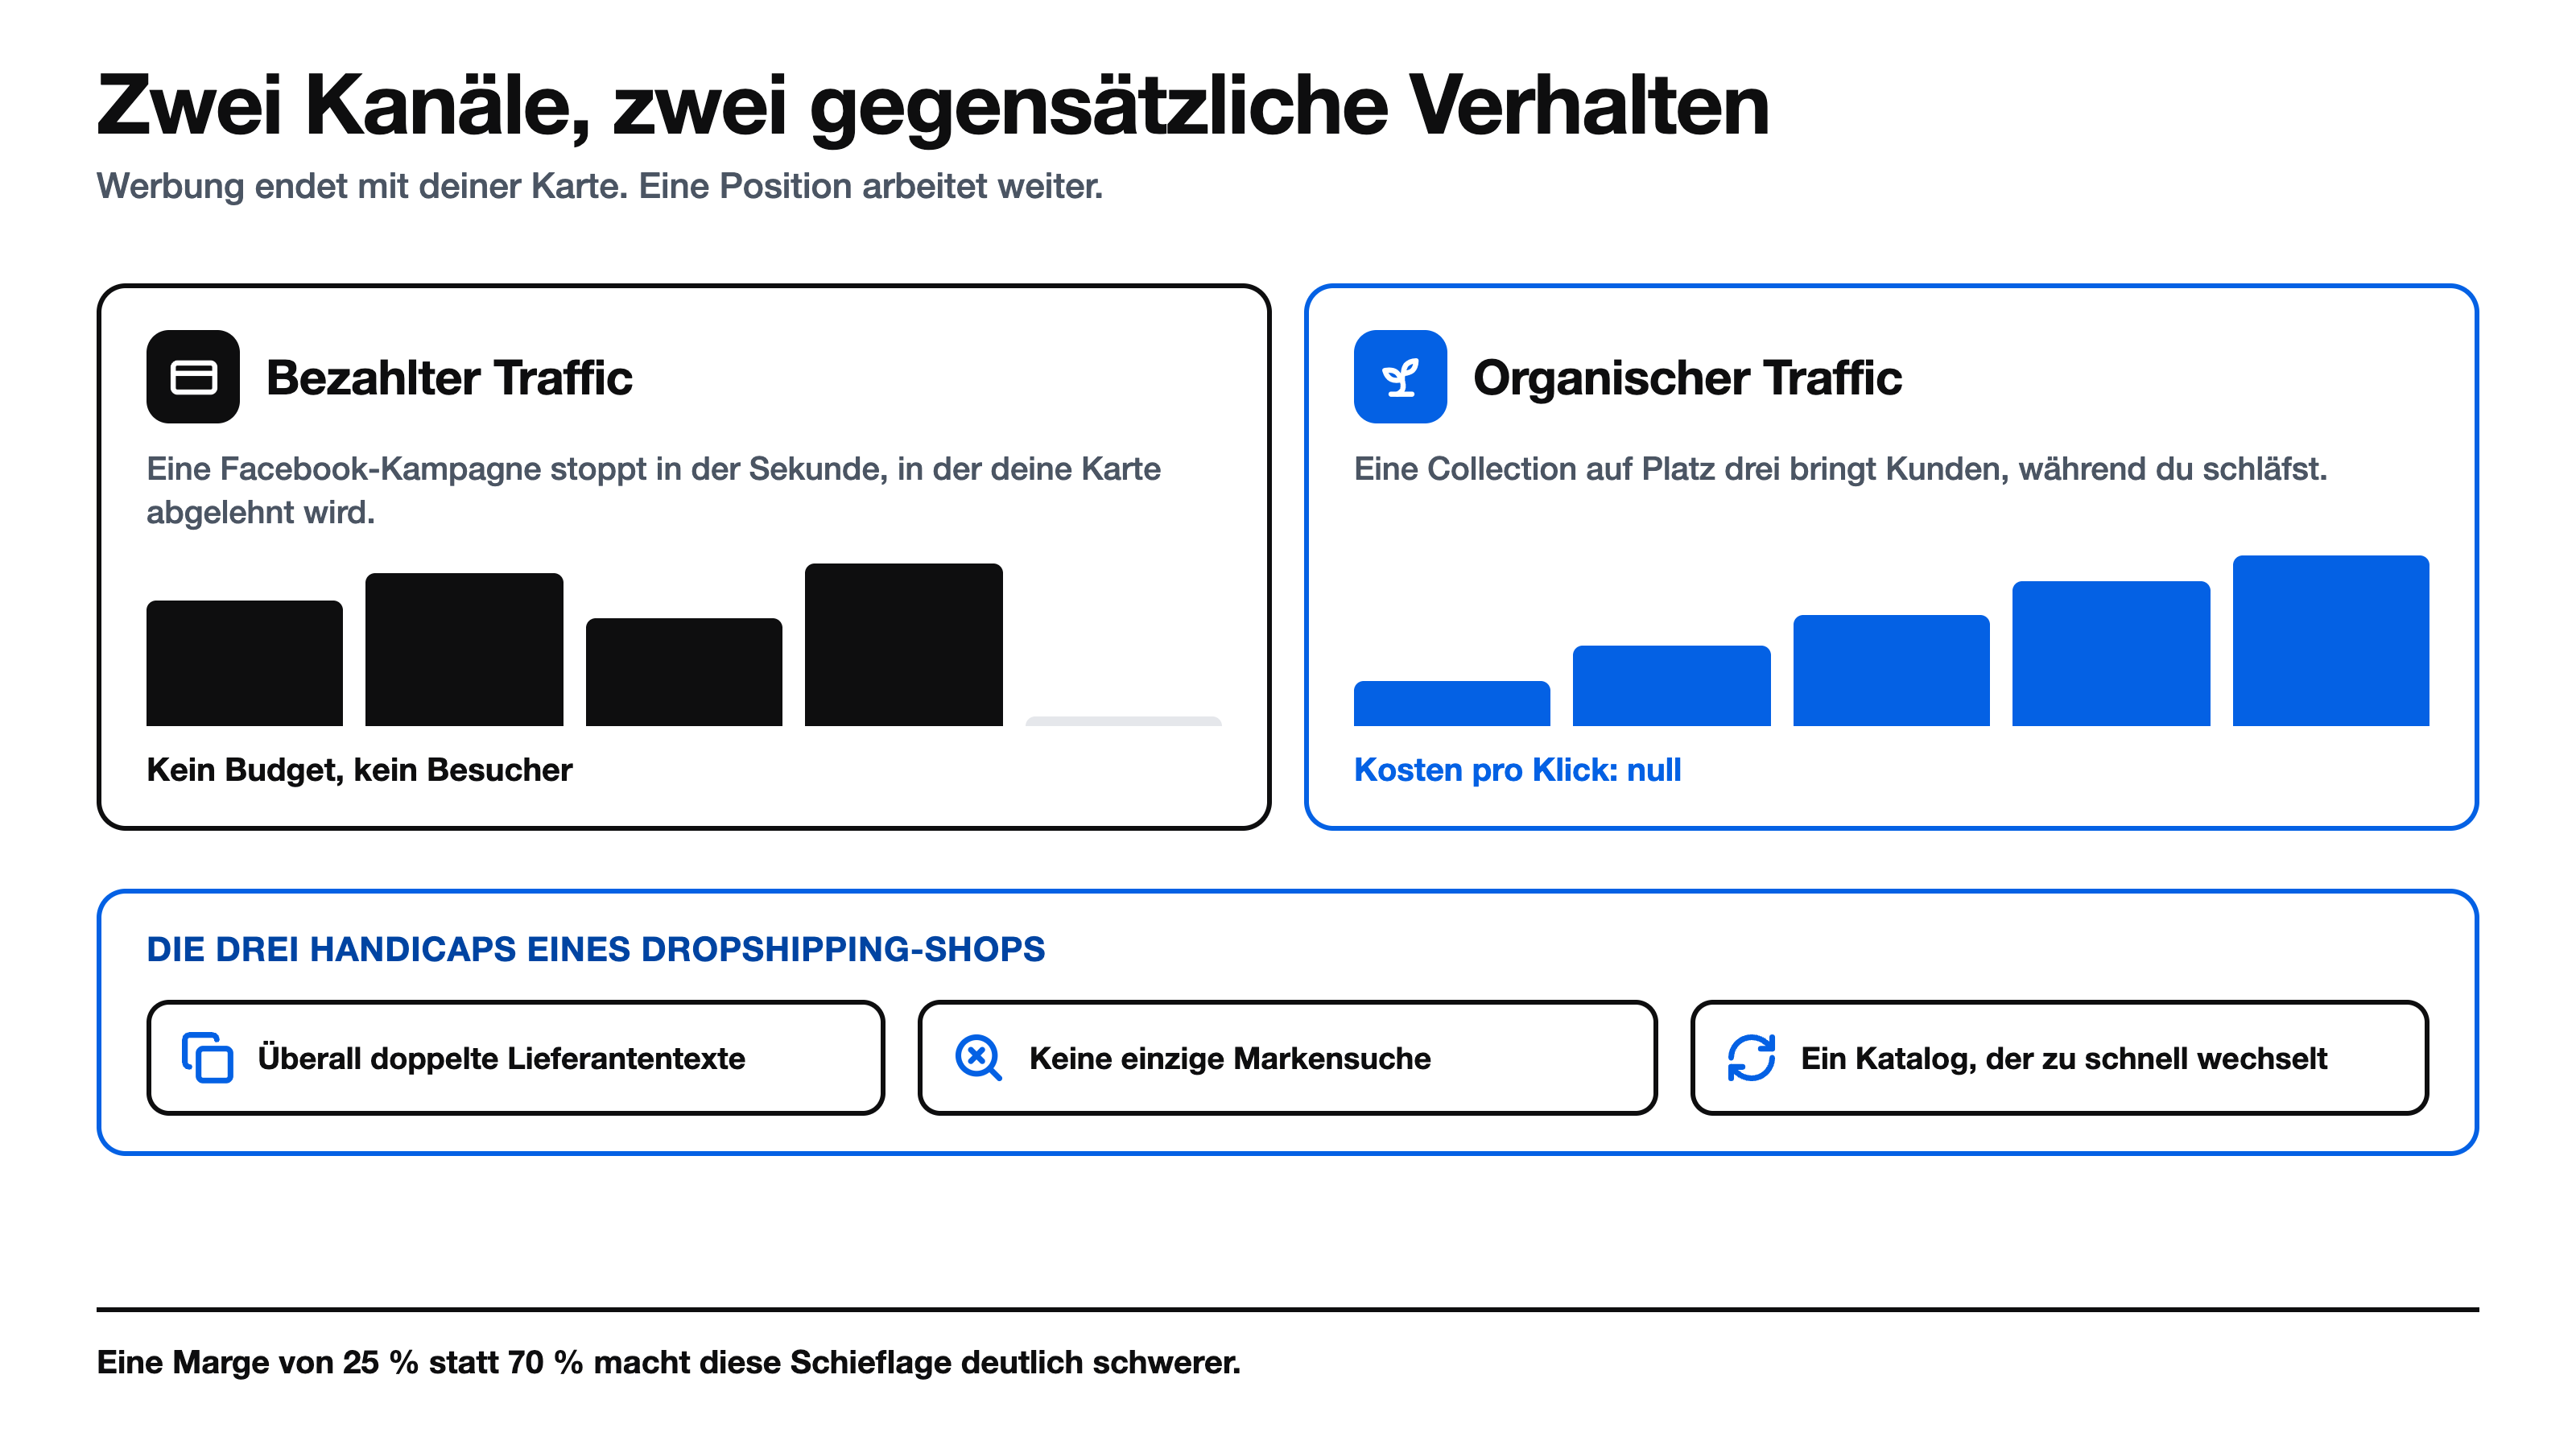 Zwei Kanäle, zwei gegensätzliche Verhalten
Werbung endet mit deiner Karte. Eine Position arbeitet weiter.
Bezahlter Traffic
Eine Facebook-Kampagne stoppt in der Sekunde, in der deine Karte
abgelehnt wird.
Kein Budget, kein Besucher
Organischer Traffic
Eine Collection auf Platz drei bringt Kunden, während du schläfst.
Kosten pro Klick: null
DIE DREI HANDICAPS EINES DROPSHIPPING-SHOPS
Überall doppelte Lieferantentexte
Keine einzige Markensuche
Ein Katalog, der zu schnell wechselt
Eine Marge von 25 % statt 70 % macht diese Schieflage deutlich schwerer.